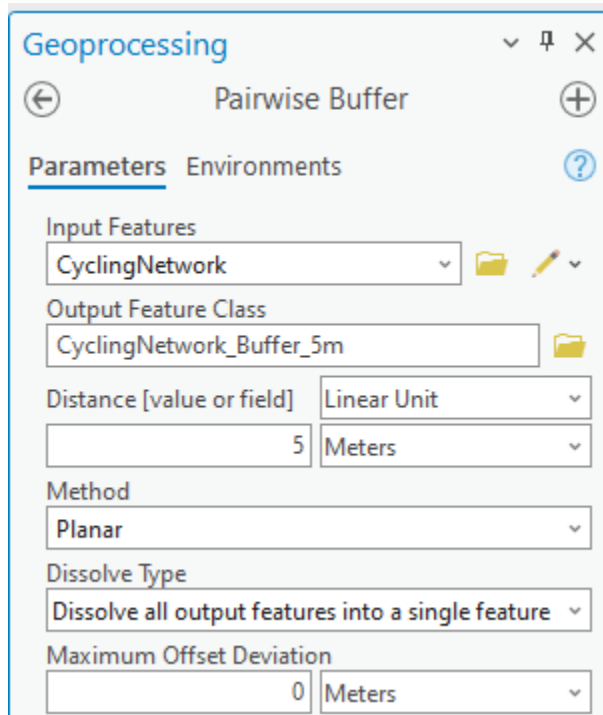 Geoprocessing
Pairwise Buffer
Parameters Environments
Input Features
CyclingNetwork
Output Feature Class
CyclingNetwork_Buffer_5m
Distance [value or field] Linear Unit
5 Meters
Method
Planar
Dissolve Type
Dissolve all output features into a single feature
Maximum Offset Deviation
0 Meters